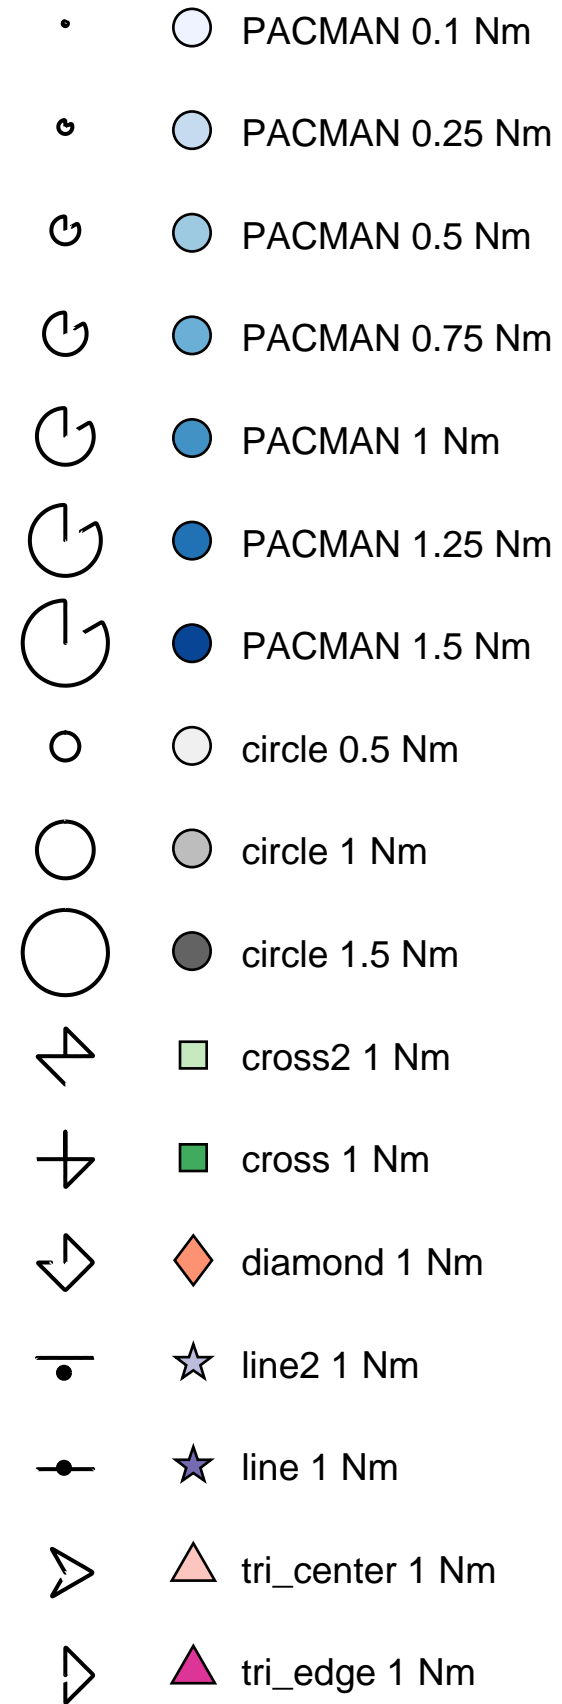 PACMAN 0.1 Nm
PACMAN 0.25 Nm
PACMAN 0.5 Nm
PACMAN 0.75 Nm
PACMAN 1 Nm
PACMAN 1.25 Nm
PACMAN 1.5 Nm
circle 0.5 Nm
circle 1 Nm
circle 1.5 Nm
cross2 1 Nm
cross 1 Nm
diamond 1 Nm
line2 1 Nm
line 1 Nm
tri_center 1 Nm
tri_edge 1 Nm